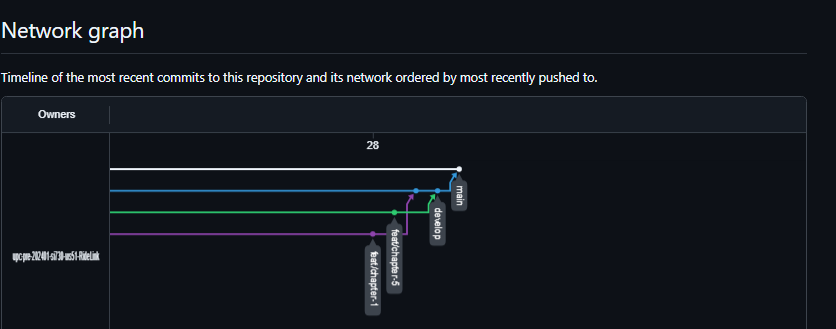 Network graph
Timeline of the most recent commits to this repository and its network ordered by most recently pushed to.
Owners
28
main
develop
feat/chapter-5
feat/chapter-1
upc-pre-202401-si730-ws51-RideLink